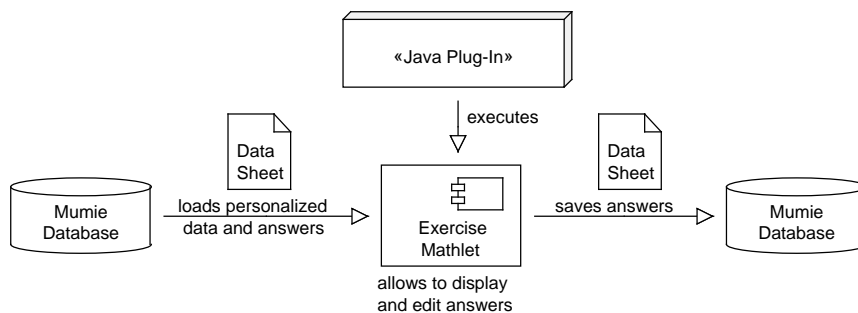 «Java Plug-In»
executes
Data
Sheet
Data
Sheet
Mumie
Database
loads personalized
data and answers
Exercise
Mathlet
saves answers
Mumie
Database
allows to display
and edit answers